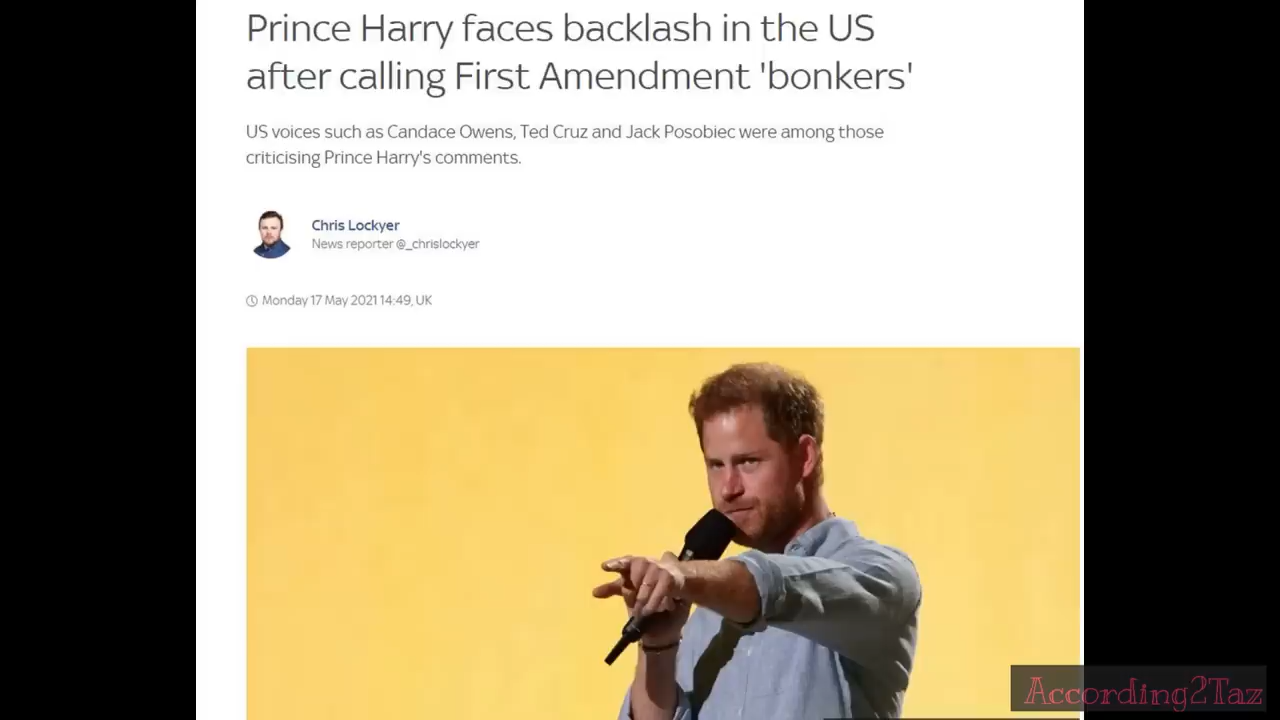 Prince Harry faces backlash in the US
after calling First Amendment 'bonkers'
US voices such as Candace Owens, Ted Cruz and Jack Posobiec were among those
criticising Prince Harry's comments.
Chris Lockyer
News reporter @_chrislockyer
Monday 17 May 2021 14:49, UK
According2Taz